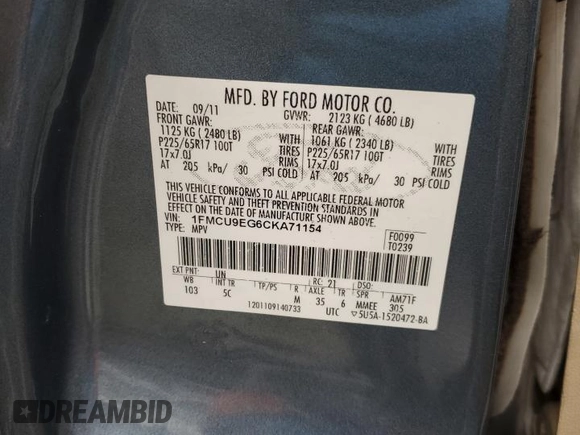 MFD. BY FORD MOTOR CO.
DATE: 09/11 GVWR: 2123 KG ( 4680 LB)
FRONT GAWR: REAR GAWR:
1125 KG ( 2480 LB) 1061 KG ( 2340 LB)
P225/65R17 100T TIRES P225/65R17 100T
17x7.0J RIMS 17x7.0J
WITH TIRES RIMS
AT 205 kPa/ 30 PSI COLD AT 205 kPa/ 30 PSI COLD
THIS VEHICLE CONFORMS TO ALL APPLICABLE FEDERAL MOTOR
VEHICLE SAFETY AND THEFT PREVENTION STANDARDS
IN EFFECT ON THE DATE OF MANUFACTURE SHOWN ABOVE.
VIN: 1FMCU9EG6CKA71154
TYPE: MPV
F0099
T0239
EXT PNT: UN RC: 21 DSO:
WB INT TR TP/PS R AXLE TR SPR AM71F
103 5C M 35 6 MMEE 305
1201109140733 UTC 5U5A-1520472-BA
DREAMBID